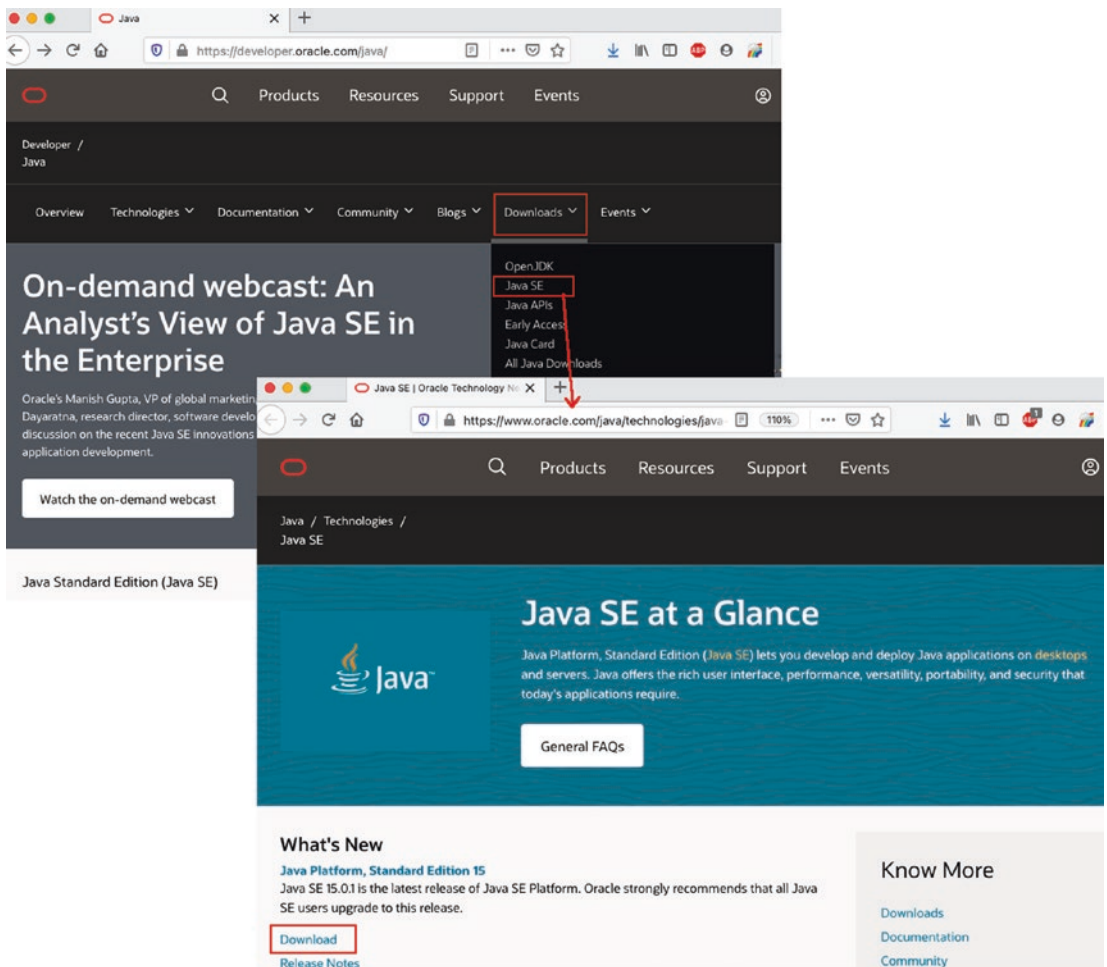 Java
https://developer.oracle.com/java/
Products Resources Support Events
Developer /
Java
Overview Technologies Documentation Community Blogs Downloads Events
On-demand webcast: An
Analyst's View of Java SE in
the Enterprise
Oracle's Manish Gupta, VP of global marketin
Dayaratna, research director, software develo
discussion on the recent Java SE innovations
application development.
Watch the on-demand webcast
Java Standard Edition (Java SE)
OpenJDK
Java SE
Java APIs
Early Access
Java Card
All Java Downloads
Java SE | Oracle Technology Ne
https://www.oracle.com/java/technologies/java-
110%
1
Products Resources Support Events
Java / Technologies /
Java SE
Java
Java SE at a Glance
Java Platform, Standard Edition (Java SE) lets you develop and deploy Java applications on desktops
and servers. Java offers the rich user interface, performance, versatility, portability, and security that
today's applications require.
General FAQs
What's New
Java Platform, Standard Edition 15
Java SE 15.0.1 is the latest release of Java SE Platform. Oracle strongly recommends that all Java
SE users upgrade to this release.
Download
Release Notes
Know More
Downloads
Documentation
Community